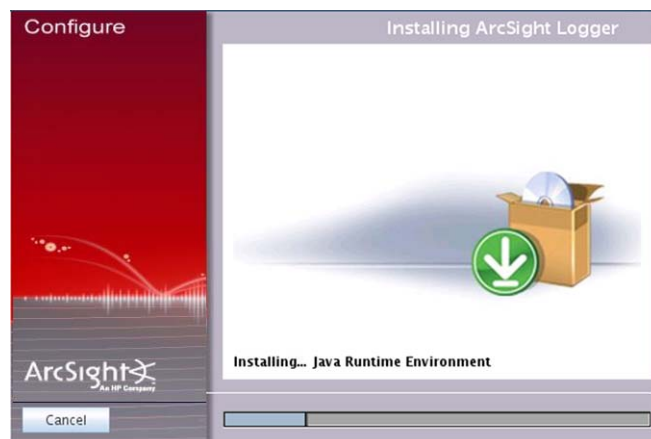 Configure
Installing ArcSight Logger
Installing... Java Runtime Environment
ArcSight
An HP Company
Cancel